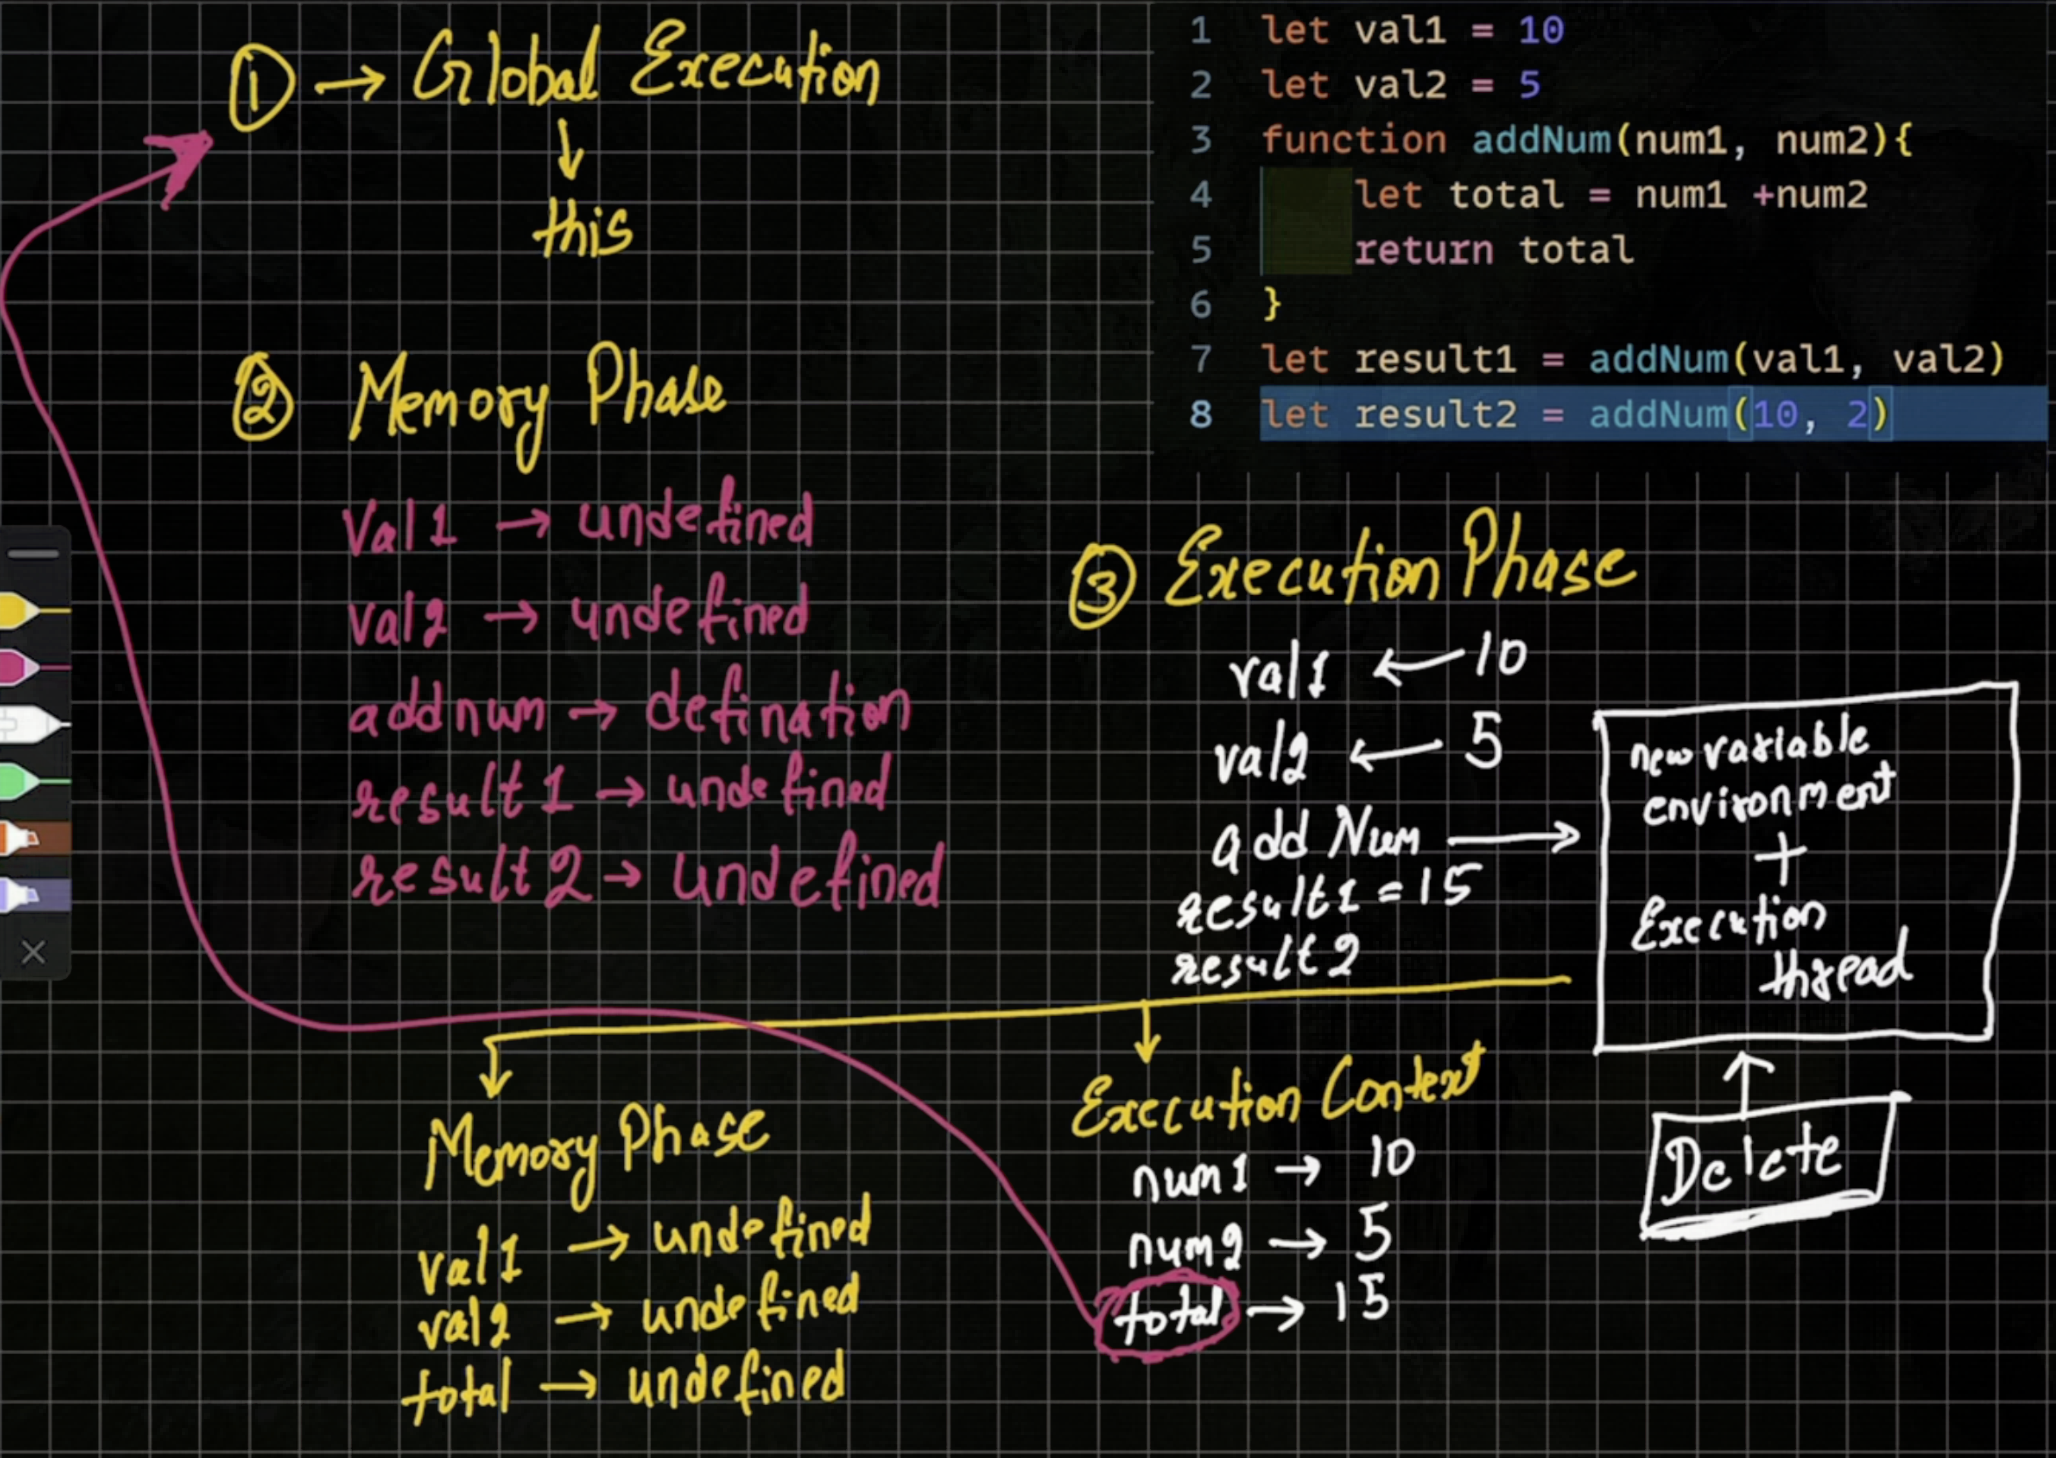 ① → Global Execution
↓
this
② Memory Phase
Val1 → undefined
val2 → undefined
addnum → defination
result1 → undefined
result2 → undefined
1 let val1 = 10
2 let val2 = 5
3 function addNum(num1, num2){
4 let total = num1 +num2
5 return total
6 }
7 let result1 = addNum(val1, val2)
8 let result2 = addNum(10, 2)
③ Execution Phase
val1 ← 10
val2 ← 5
add Num →
result1 = 15
result2
new variable
environment
+
Execution
thread
Delete
Memory Phase
val1 → undefined
val2 → undefined
total → undefined
Execution Context
num1 → 10
num2 → 5
total → 15